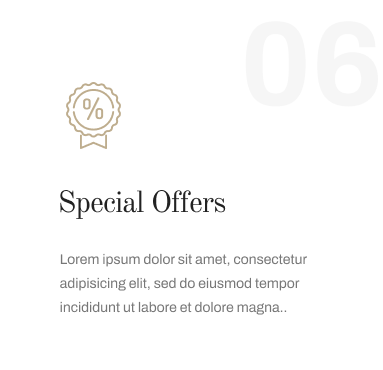 06
%
Special Offers
Lorem ipsum dolor sit amet, consectetur
adipisicing elit, sed do eiusmod tempor
incididunt ut labore et dolore magna..